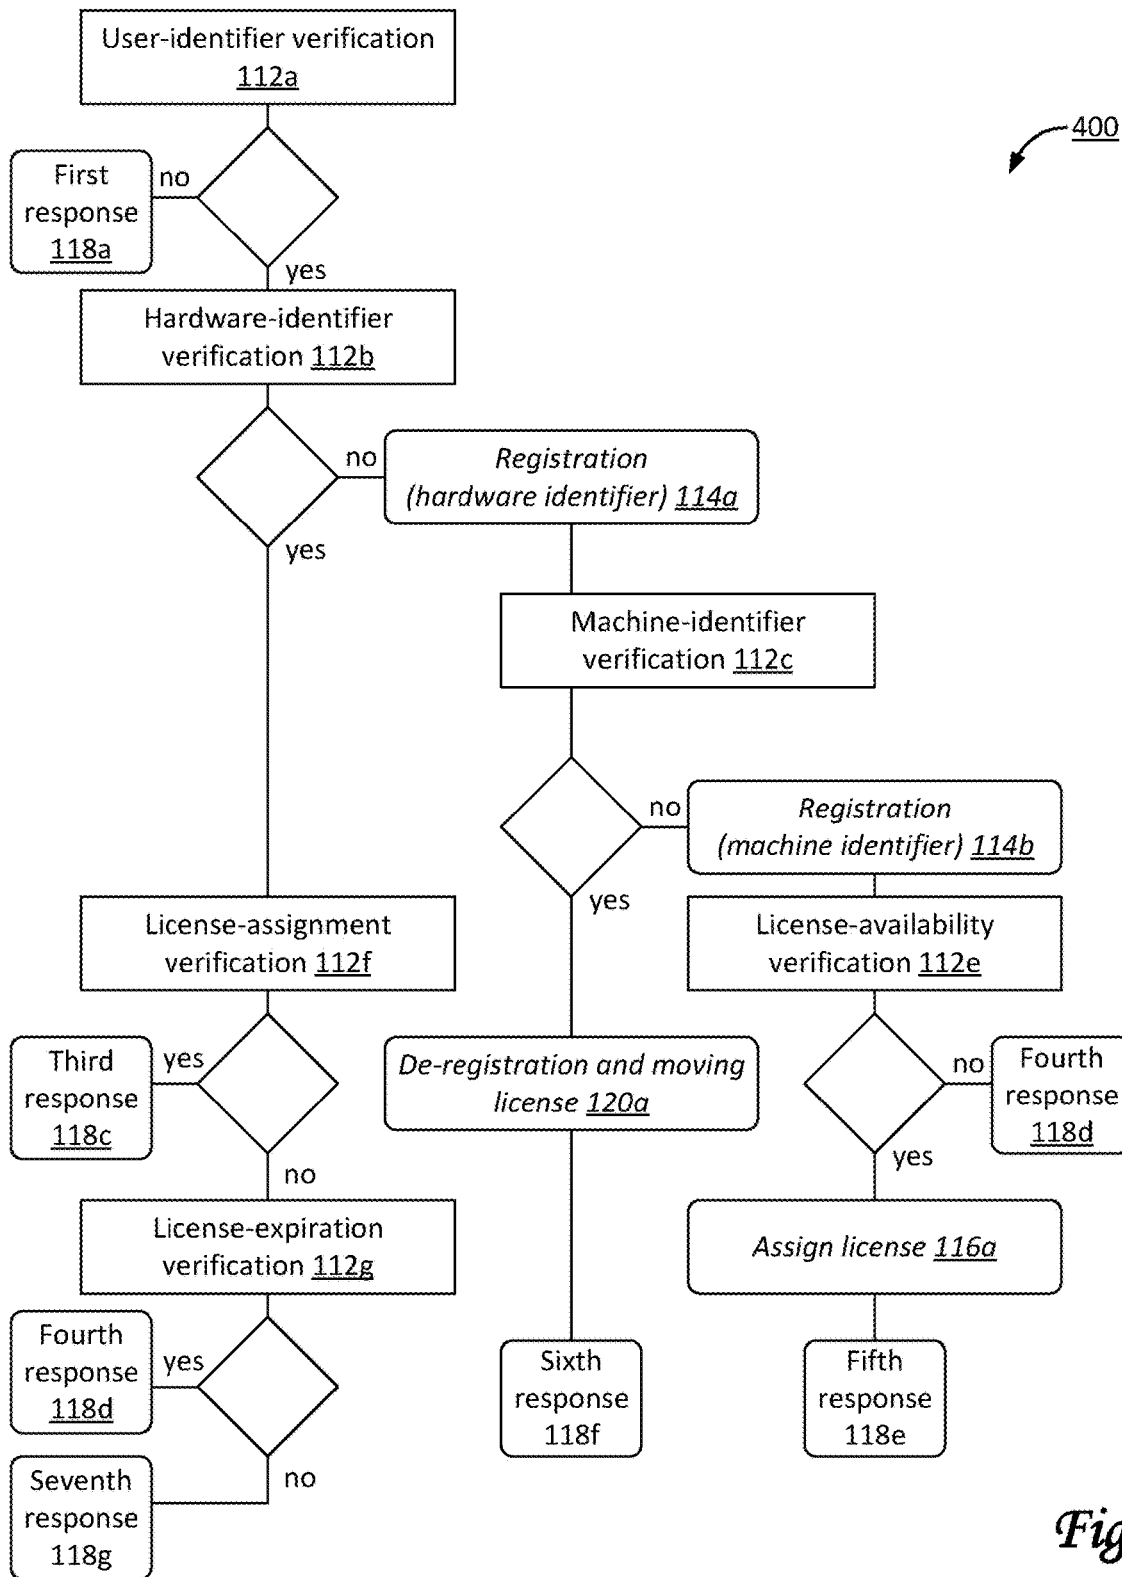 User-identifier verification
112a
400
First
response
118a
no
yes
Hardware-identifier
verification 112b
no
Registration
(hardware identifier) 114a
yes
Machine-identifier
verification 112c
no
Registration
(machine identifier) 114b
yes
License-assignment
verification 112f
License-availability
verification 112e
Third
response
118c
yes
De-registration and moving
license 120a
no
Fourth
response
118d
no
yes
License-expiration
verification 112g
Assign license 116a
Fourth
response
118d
yes
Sixth
response
118f
Fifth
response
118e
no
Seventh
response
118g
Fig